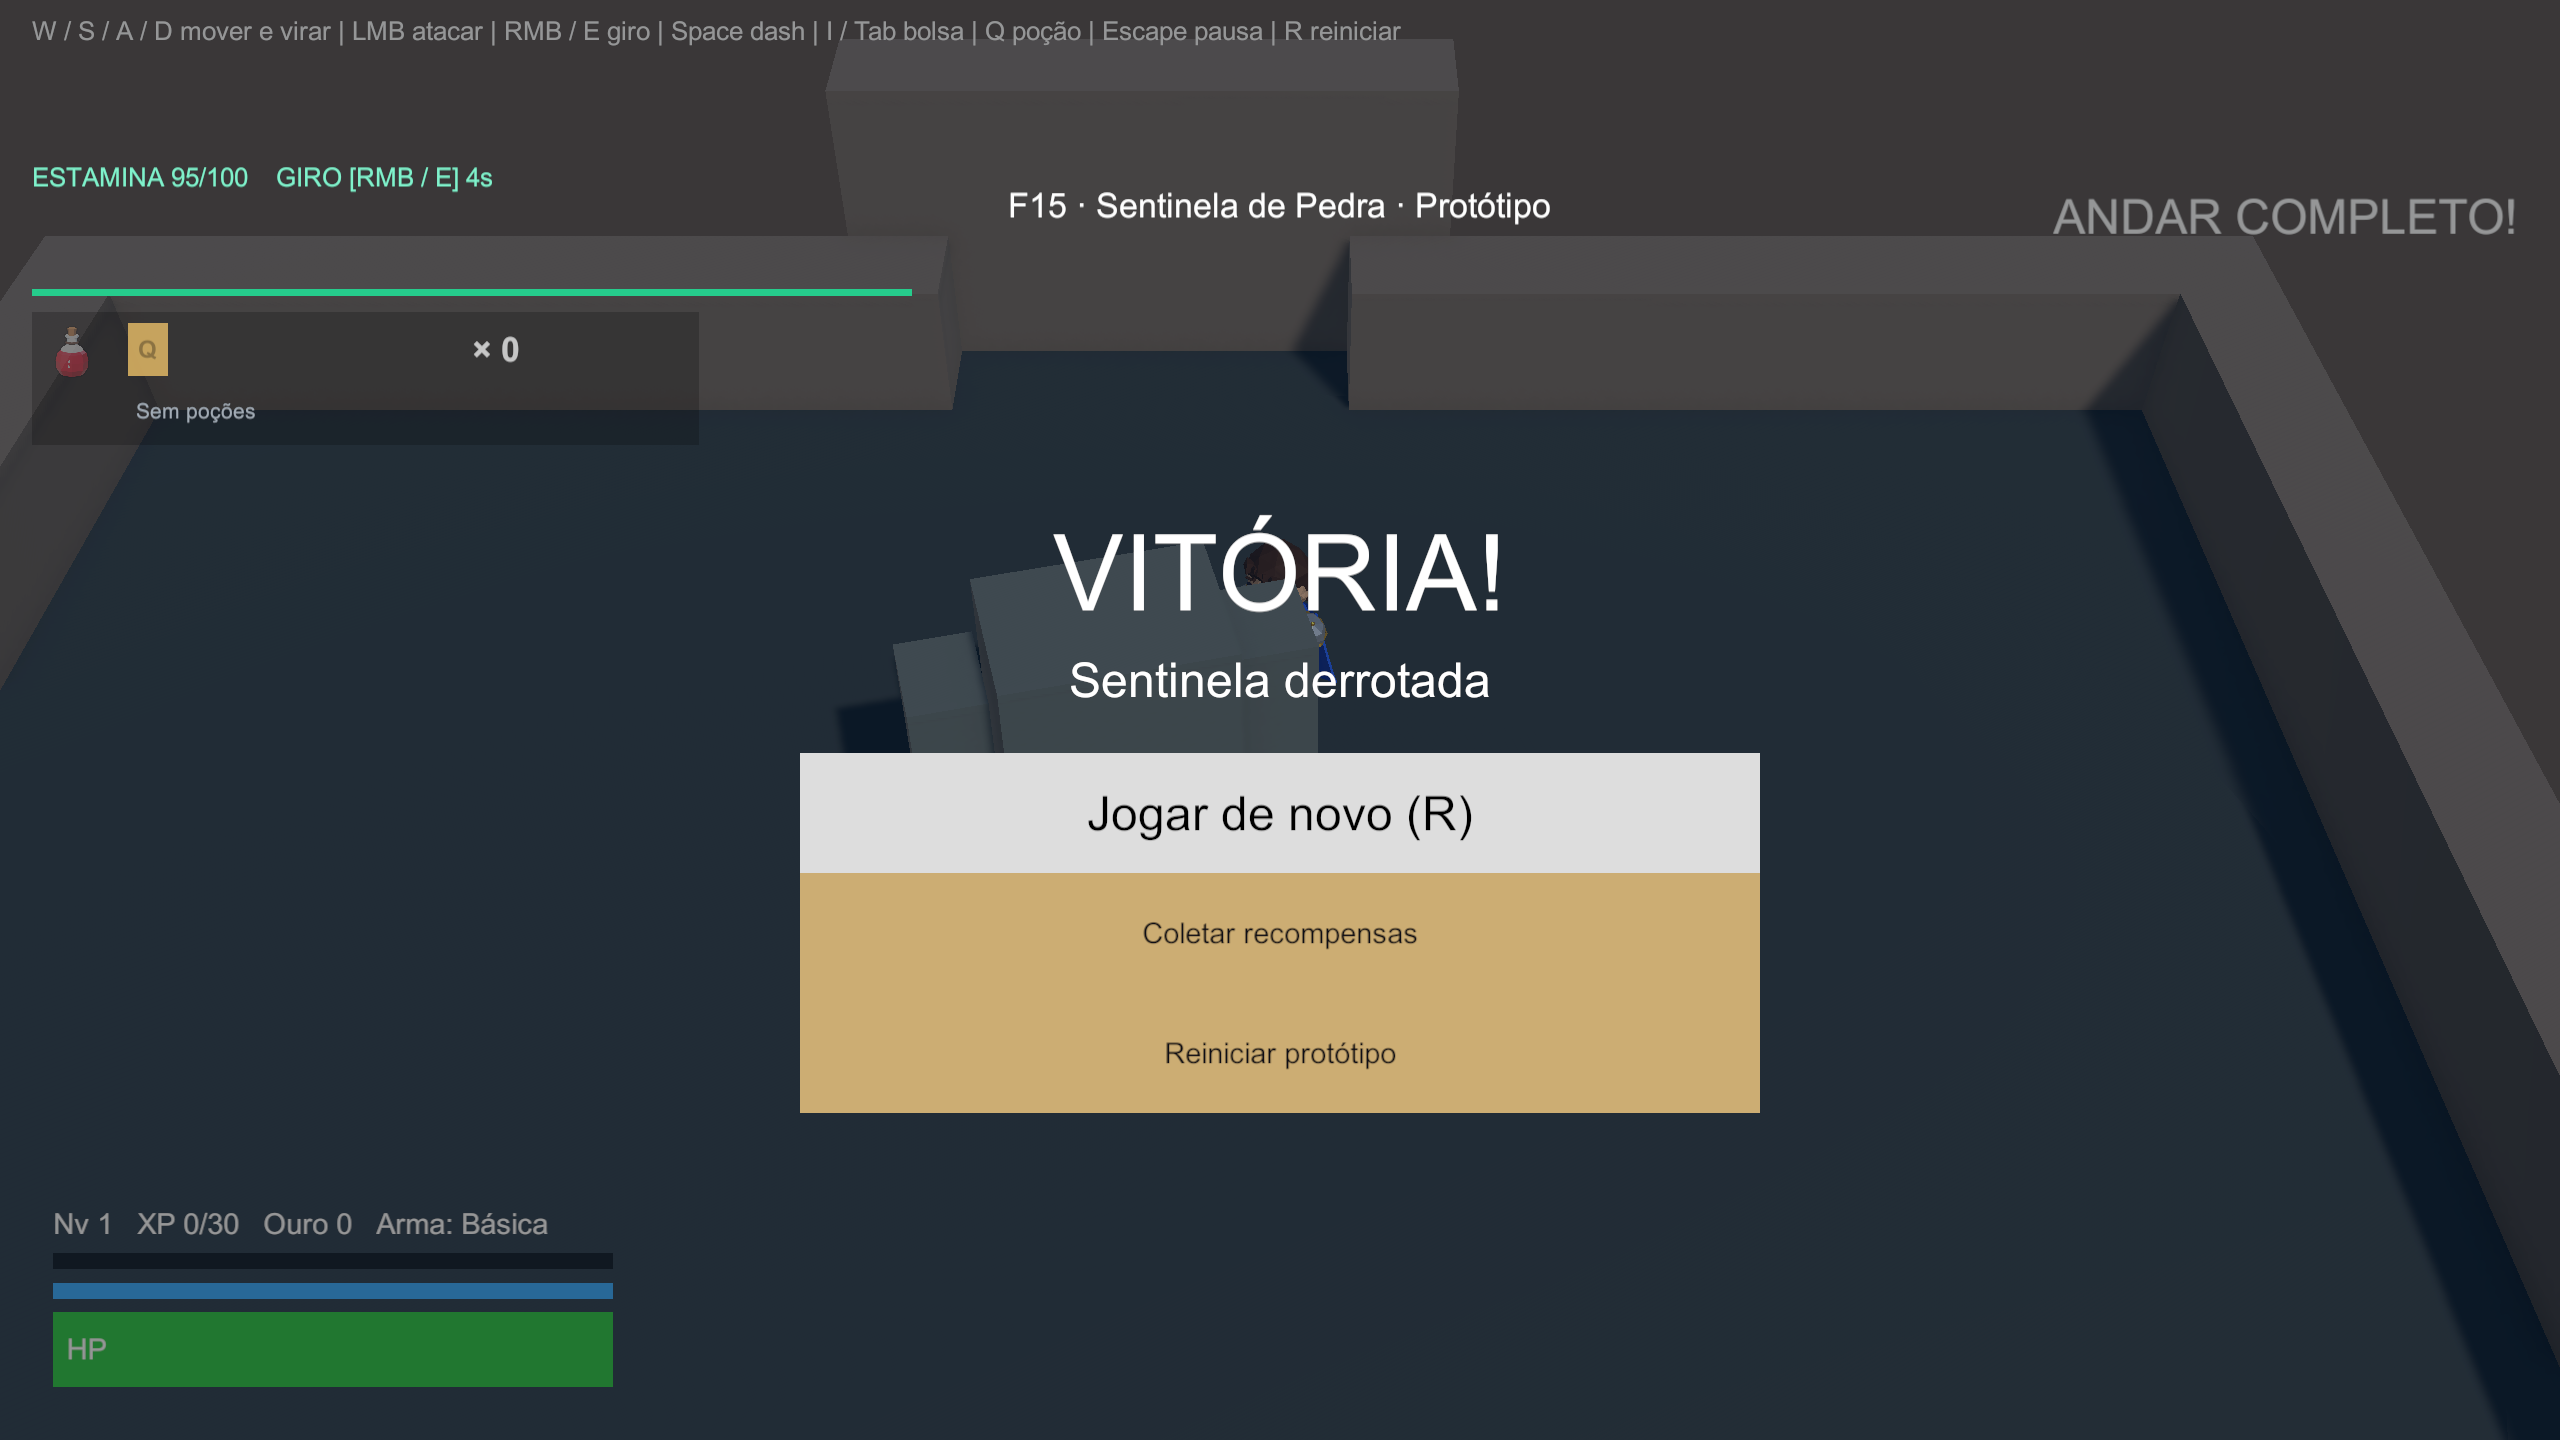 W / S / A / D mover e virar | LMB atacar | RMB / E giro | Space dash | I / Tab bolsa | Q poção | Escape pausa | R reiniciar
ESTAMINA 95/100 GIRO [RMB / E] 4s
F15 · Sentinela de Pedra · Protótipo
ANDAR COMPLETO!
Q × 0
Sem poções
VITÓRIA!
Sentinela derrotada
Jogar de novo (R)
Coletar recompensas
Reiniciar protótipo
Nv 1 XP 0/30 Ouro 0 Arma: Básica
HP